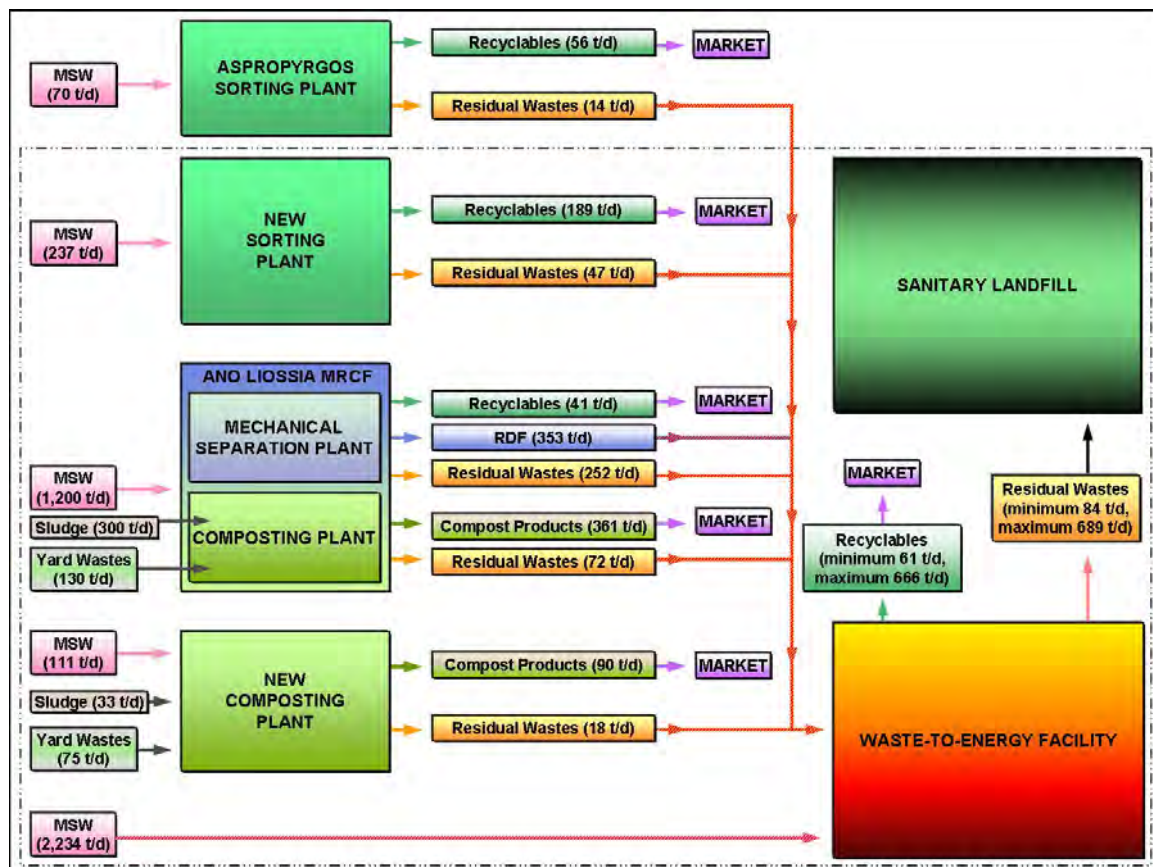 MSW
(70 t/d)
ASPROPYRGOS
SORTING PLANT
Recyclables (56 t/d)
MARKET
Residual Wastes (14 t/d)
MSW
(237 t/d)
NEW
SORTING
PLANT
Recyclables (189 t/d)
MARKET
Residual Wastes (47 t/d)
SANITARY LANDFILL
ANO LIOSSIA MRCF
MECHANICAL
SEPARATION PLANT
Recyclables (41 t/d)
MARKET
RDF (353 t/d)
Residual Wastes (252 t/d)
MSW
(1,200 t/d)
Sludge (300 t/d)
Yard Wastes
(130 t/d)
COMPOSTING PLANT
Compost Products (361 t/d)
MARKET
Residual Wastes (72 t/d)
MARKET
Recyclables
(minimum 61 t/d,
maximum 666 t/d)
Residual Wastes
(minimum 84 t/d,
maximum 689 t/d)
MSW
(111 t/d)
Sludge (33 t/d)
Yard Wastes
(75 t/d)
NEW
COMPOSTING
PLANT
Compost Products (90 t/d)
MARKET
Residual Wastes (18 t/d)
WASTE-TO-ENERGY FACILITY
MSW
(2,234 t/d)